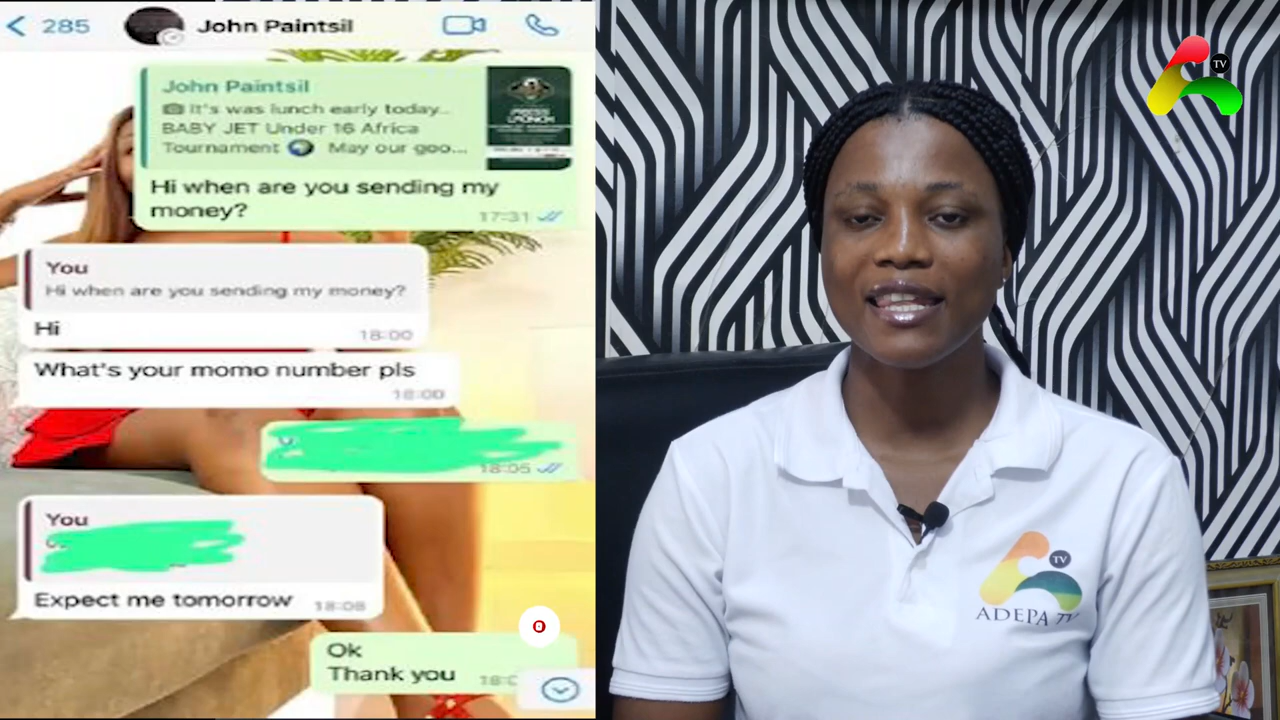 285
John Paintsil
John Paintsil
It's was lunch early today..
BABY JET Under 16 Africa
Tournament May our goo...
Hi when are you sending my
money?
17:31
You
Hi when are you sending my money?
Hi
18:00
What's your momo number pls
18:00
18:05
You
Expect me tomorrow
18:08
Ok
Thank you
TV
TV
ADEPA TV